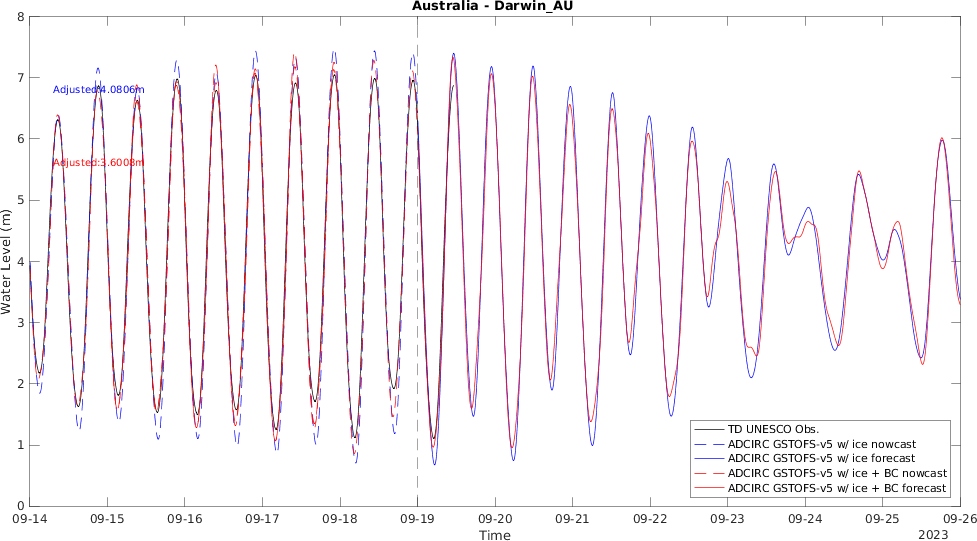 Australia - Darwin_AU
8
7
6
5
4
3
2
1
0
Water Level (m)
Adjusted:4.0806m
Adjusted:3.6008m
TD UNESCO Obs.
ADCIRC GSTOFS-v5 w/ ice nowcast
ADCIRC GSTOFS-v5 w/ ice forecast
ADCIRC GSTOFS-v5 w/ ice + BC nowcast
ADCIRC GSTOFS-v5 w/ ice + BC forecast
09-14 09-15 09-16 09-17 09-18 09-19 09-20 09-21 09-22 09-23 09-24 09-25 09-26
Time
2023